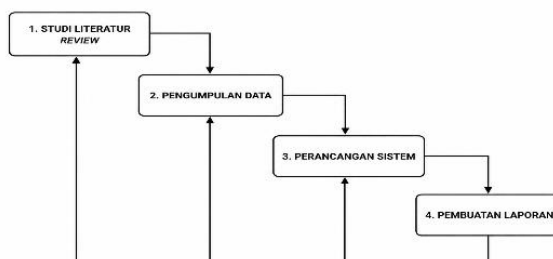 1. STUDI LITERATUR
REVIEW
2. PENGUMPULAN DATA
3. PERANCANGAN SISTEM
4. PEMBUATAN LAPORAN